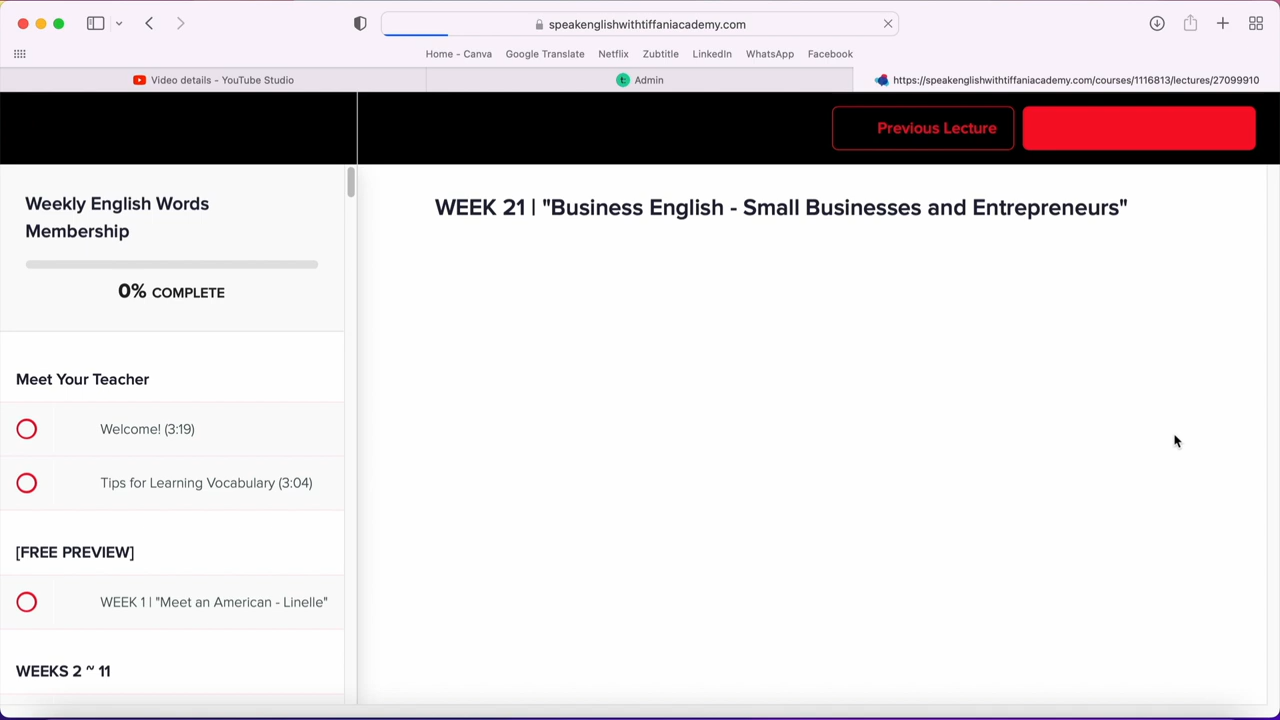 speakenglishwithtiffaniacademy.com
Home - Canva Google Translate Netflix Zubtitle LinkedIn WhatsApp Facebook
Video details - YouTube Studio Admin https://speakenglishwithtiffaniacademy.com/courses/1116813/lectures/27099910
Previous Lecture
Weekly English Words
Membership
0% COMPLETE
Meet Your Teacher
Welcome! (3:19)
Tips for Learning Vocabulary (3:04)
[FREE PREVIEW]
WEEK 1 | "Meet an American - Linelle"
WEEKS 2 ~ 11
WEEK 21 | "Business English - Small Businesses and Entrepreneurs"